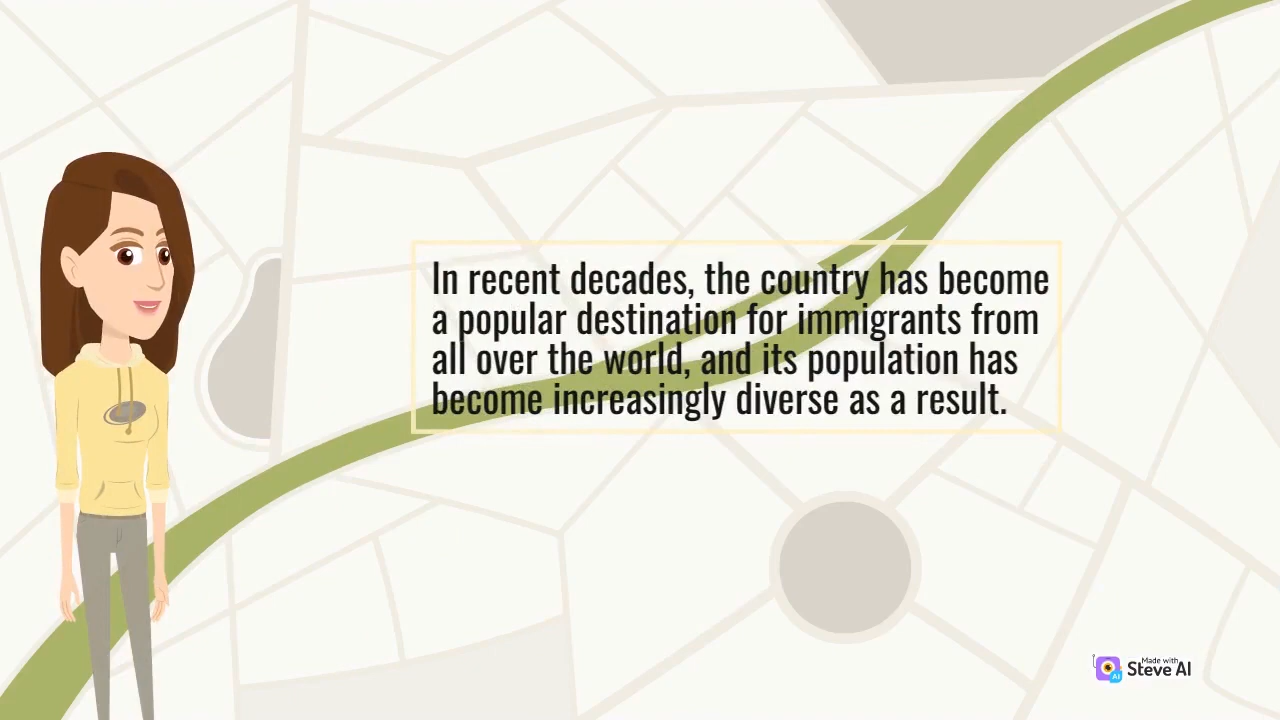 In recent decades, the country has become
a popular destination for immigrants from
all over the world, and its population has
become increasingly diverse as a result.
Made with
Steve AI
AI